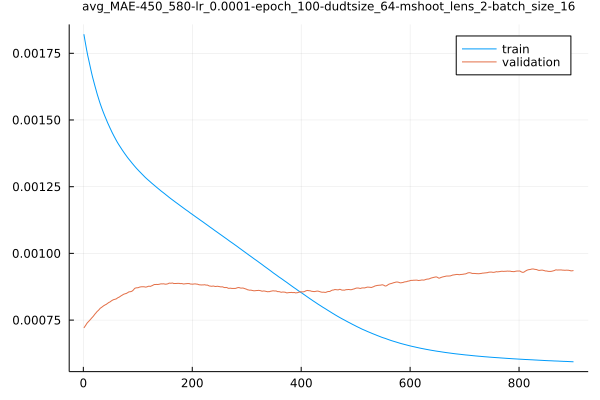 avg_MAE-450_580-lr_0.0001-epoch_100-dudtsize_64-mshoot_lens_2-batch_size_16
train
validation
0.00175
0.00150
0.00125
0.00100
0.00075
0 200 400 600 800